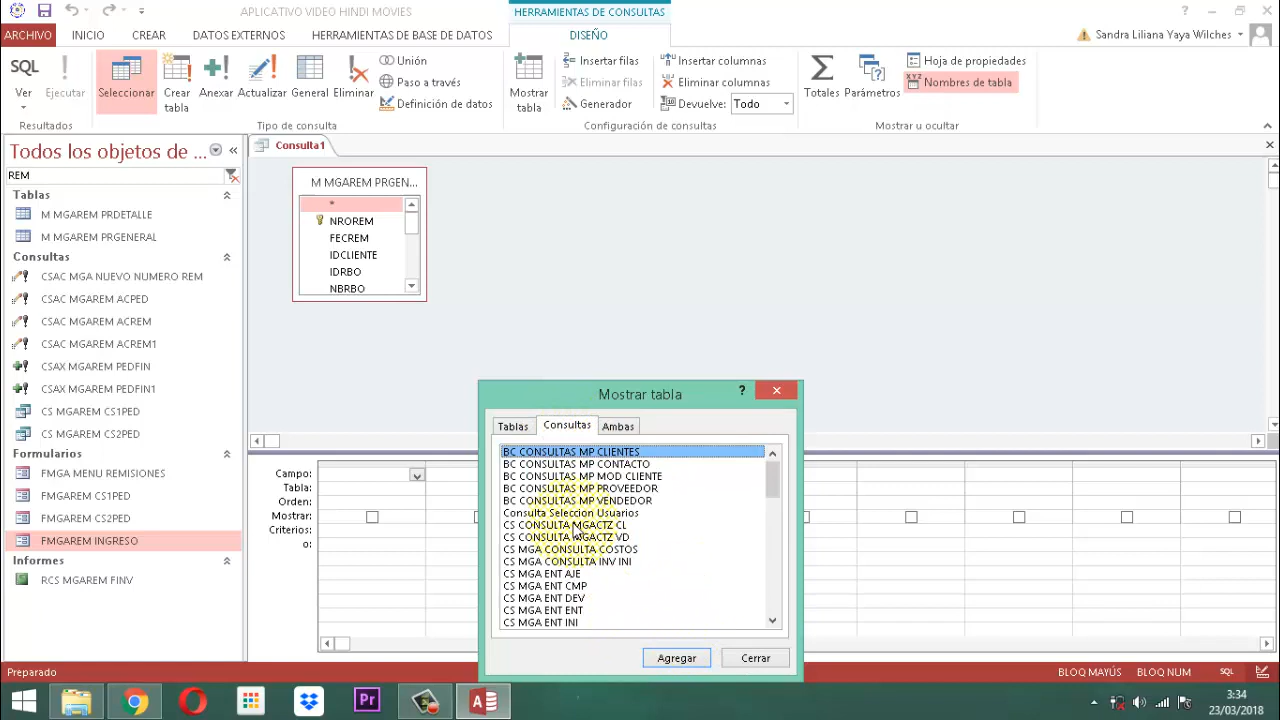 APLICATIVO VIDEO HINDI MOVIES
HERRAMIENTAS DE CONSULTAS
?
ARCHIVO
INICIO
CREAR
DATOS EXTERNOS
HERRAMIENTAS DE BASE DE DATOS
DISEÑO
Sandra Liliana Yaya Wilches
SQL
Ver
Ejecutar
Resultados
Seleccionar
Crear
tabla
Anexar
Actualizar
General
Eliminar
Unión
Paso a través
Definición de datos
Tipo de consulta
Mostrar
tabla
Insertar filas
Eliminar filas
Generador
Insertar columnas
Eliminar columnas
Devuelve: Todo
Configuración de consultas
Totales
Parámetros
Hoja de propiedades
XYZ
Nombres de tabla
Mostrar u ocultar
Todos los objetos de ...
REM
Tablas
M MGAREM PRDETALLE
M MGAREM PRGENERAL
Consultas
CSAC MGA NUEVO NUMERO REM
CSAC MGAREM ACPED
CSAC MGAREM ACREM
CSAC MGAREM ACREM1
CSAX MGAREM PEDFIN
CSAX MGAREM PEDFIN1
CS MGAREM CS1PED
CS MGAREM CS2PED
Formularios
FMGA MENU REMISIONES
FMGAREM CS1PED
FMGAREM CS2PED
FMGAREM INGRESO
Informes
RCS MGAREM FINV
Consulta1
M MGAREM PRGEN...
*
NROREM
FECREM
IDCLIENTE
IDRBO
NBRBO
Campo:
Tabla:
Orden:
Mostrar:
Criterios:
o:
Mostrar tabla
?
Tablas
Consultas
Ambas
BC CONSULTAS MP CLIENTES
BC CONSULTAS MP CONTACTO
BC CONSULTAS MP MOD CLIENTE
BC CONSULTAS MP PROVEEDOR
BC CONSULTAS MP VENDEDOR
Consulta Seleccion Usuarios
CS CONSULTA MGACTZ CL
CS CONSULTA MGACTZ VD
CS MGA CONSULTA COSTOS
CS MGA CONSULTA INV INI
CS MGA ENT AJE
CS MGA ENT CMP
CS MGA ENT DEV
CS MGA ENT ENT
CS MGA ENT INI
Agregar
Cerrar
Preparado
BLOQ MAYÚS
BLOQ NUM
SQL
Pr
3:34
23/03/2018